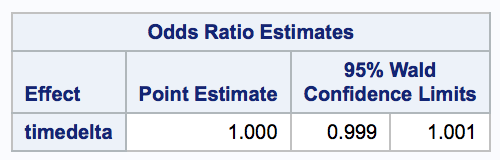 Odds Ratio Estimates
Effect Point Estimate 95% Wald
Confidence Limits
timedelta 1.000 0.999 1.001